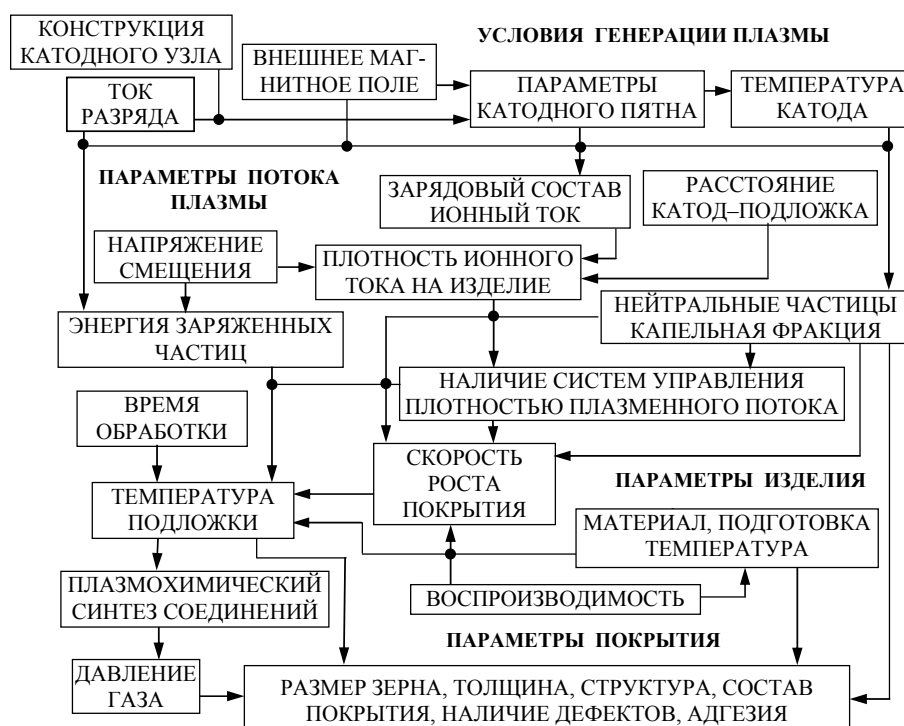 КОНСТРУКЦИЯ
КАТОДНОГО УЗЛА
УСЛОВИЯ ГЕНЕРАЦИИ ПЛАЗМЫ
ВНЕШНЕЕ МАГ-
НИТНОЕ ПОЛЕ
ТОК
РАЗРЯДА
ПАРАМЕТРЫ
КАТОДНОГО ПЯТНА
ТЕМПЕРАТУРА
КАТОДА
ПАРАМЕТРЫ ПОТОКА
ПЛАЗМЫ
ЗАРЯДОВЫЙ СОСТАВ
ИОННЫЙ ТОК
РАССТОЯНИЕ
КАТОД–ПОДЛОЖКА
НАПРЯЖЕНИЕ
СМЕЩЕНИЯ
ПЛОТНОСТЬ ИОННОГО
ТОКА НА ИЗДЕЛИЕ
ЭНЕРГИЯ ЗАРЯЖЕННЫХ
ЧАСТИЦ
НЕЙТРАЛЬНЫЕ ЧАСТИЦЫ
КАПЕЛЬНАЯ ФРАКЦИЯ
НАЛИЧИЕ СИСТЕМ УПРАВЛЕНИЯ
ПЛОТНОСТЬЮ ПЛАЗМЕННОГО ПОТОКА
ВРЕМЯ
ОБРАБОТКИ
СКОРОСТЬ
РОСТА
ПОКРЫТИЯ
ПАРАМЕТРЫ ИЗДЕЛИЯ
ТЕМПЕРАТУРА
ПОДЛОЖКИ
МАТЕРИАЛ, ПОДГОТОВКА
ТЕМПЕРАТУРА
ПЛАЗМОХИМИЧЕСКИЙ
СИНТЕЗ СОЕДИНЕНИЙ
ВОСПРОИЗВОДИМОСТЬ
ПАРАМЕТРЫ ПОКРЫТИЯ
ДАВЛЕНИЕ
ГАЗА
РАЗМЕР ЗЕРНА, ТОЛЩИНА, СТРУКТУРА, СОСТАВ
ПОКРЫТИЯ, НАЛИЧИЕ ДЕФЕКТОВ, АДГЕЗИЯ